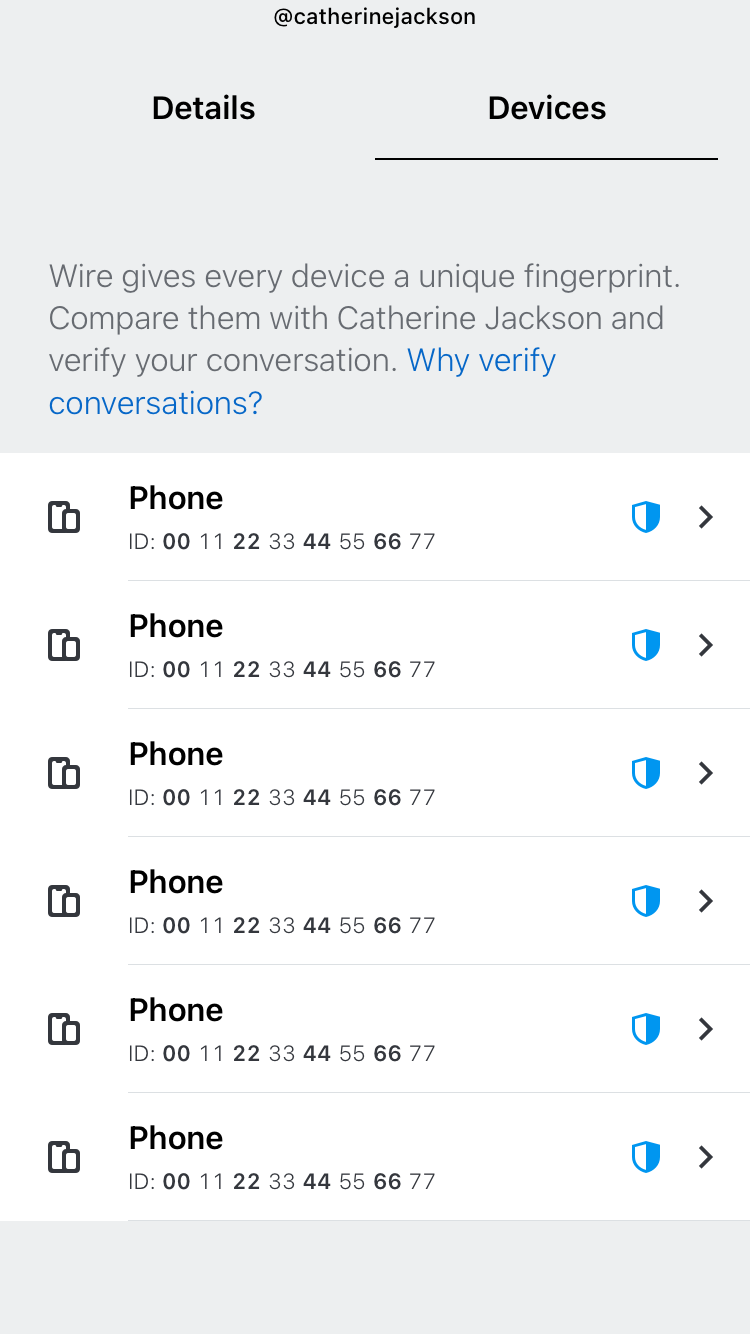 @catherinejackson
Details Devices
Wire gives every device a unique fingerprint.
Compare them with Catherine Jackson and
verify your conversation. Why verify
conversations?
Phone
ID: 00 11 22 33 44 55 66 77
Phone
ID: 00 11 22 33 44 55 66 77
Phone
ID: 00 11 22 33 44 55 66 77
Phone
ID: 00 11 22 33 44 55 66 77
Phone
ID: 00 11 22 33 44 55 66 77
Phone
ID: 00 11 22 33 44 55 66 77